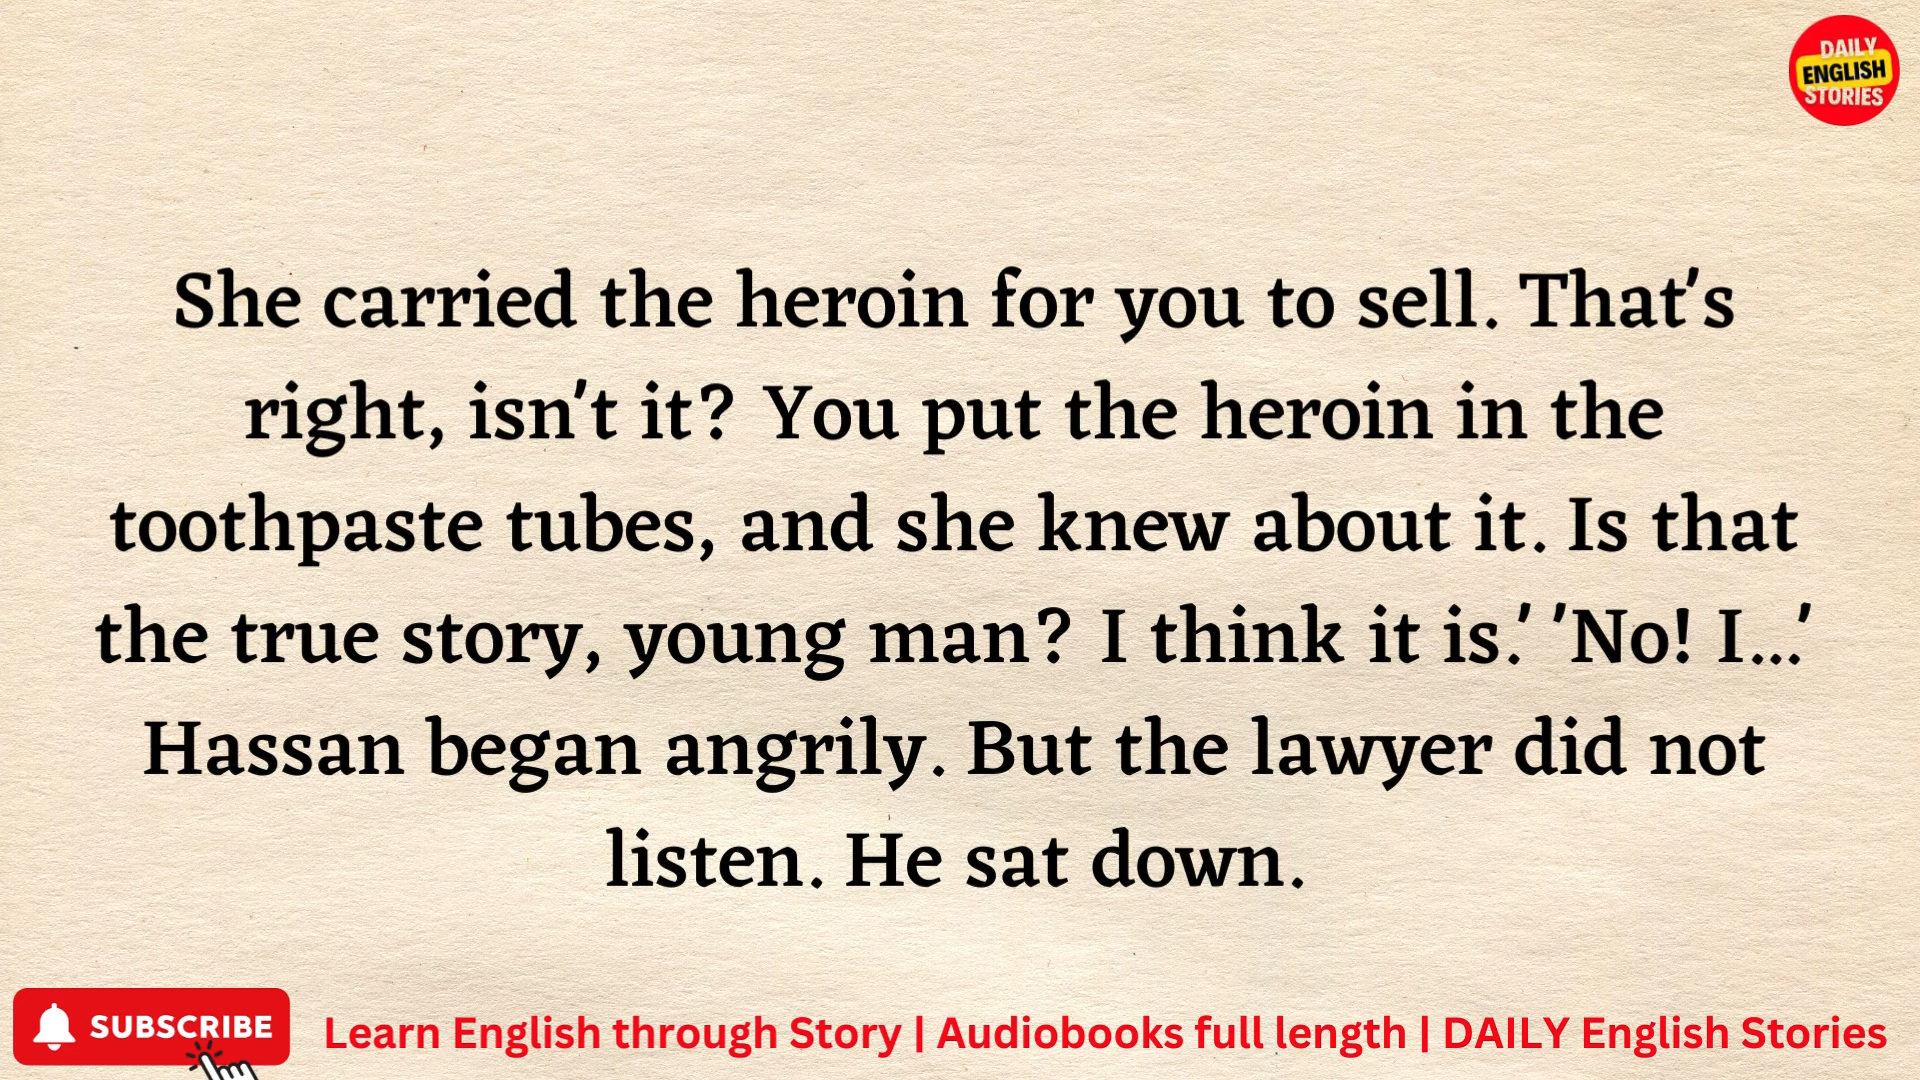 DAILY
ENGLISH
STORIES
She carried the heroin for you to sell. That's
right, isn't it? You put the heroin in the
toothpaste tubes, and she knew about it. Is that
the true story, young man? I think it is.' 'No! I...'
Hassan began angrily. But the lawyer did not
listen. He sat down.
SUBSCRIBE
Learn English through Story | Audiobooks full length | DAILY English Stories